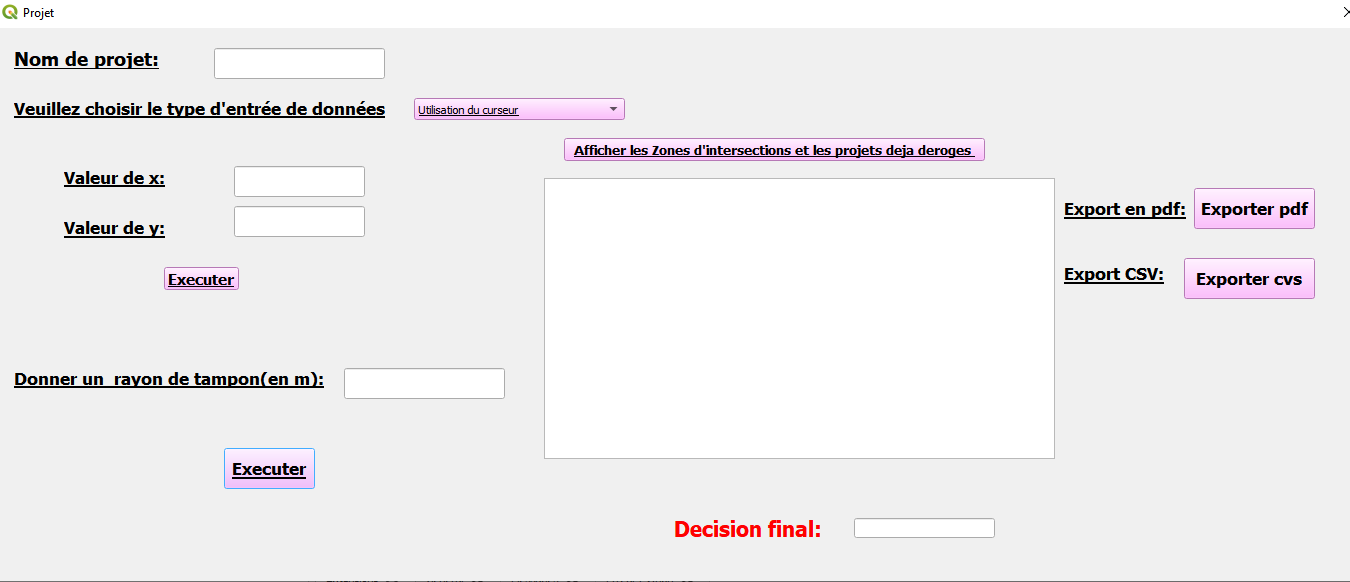 Projet
Nom de projet:
Veuillez choisir le type d'entrée de données
Utilisation du curseur
Afficher les Zones d'intersections et les projets deja deroges
Valeur de x:
Valeur de y:
Executer
Export en pdf:
Exporter pdf
Export CSV:
Exporter cvs
Donner un  rayon de tampon(en m):
Executer
Decision final: